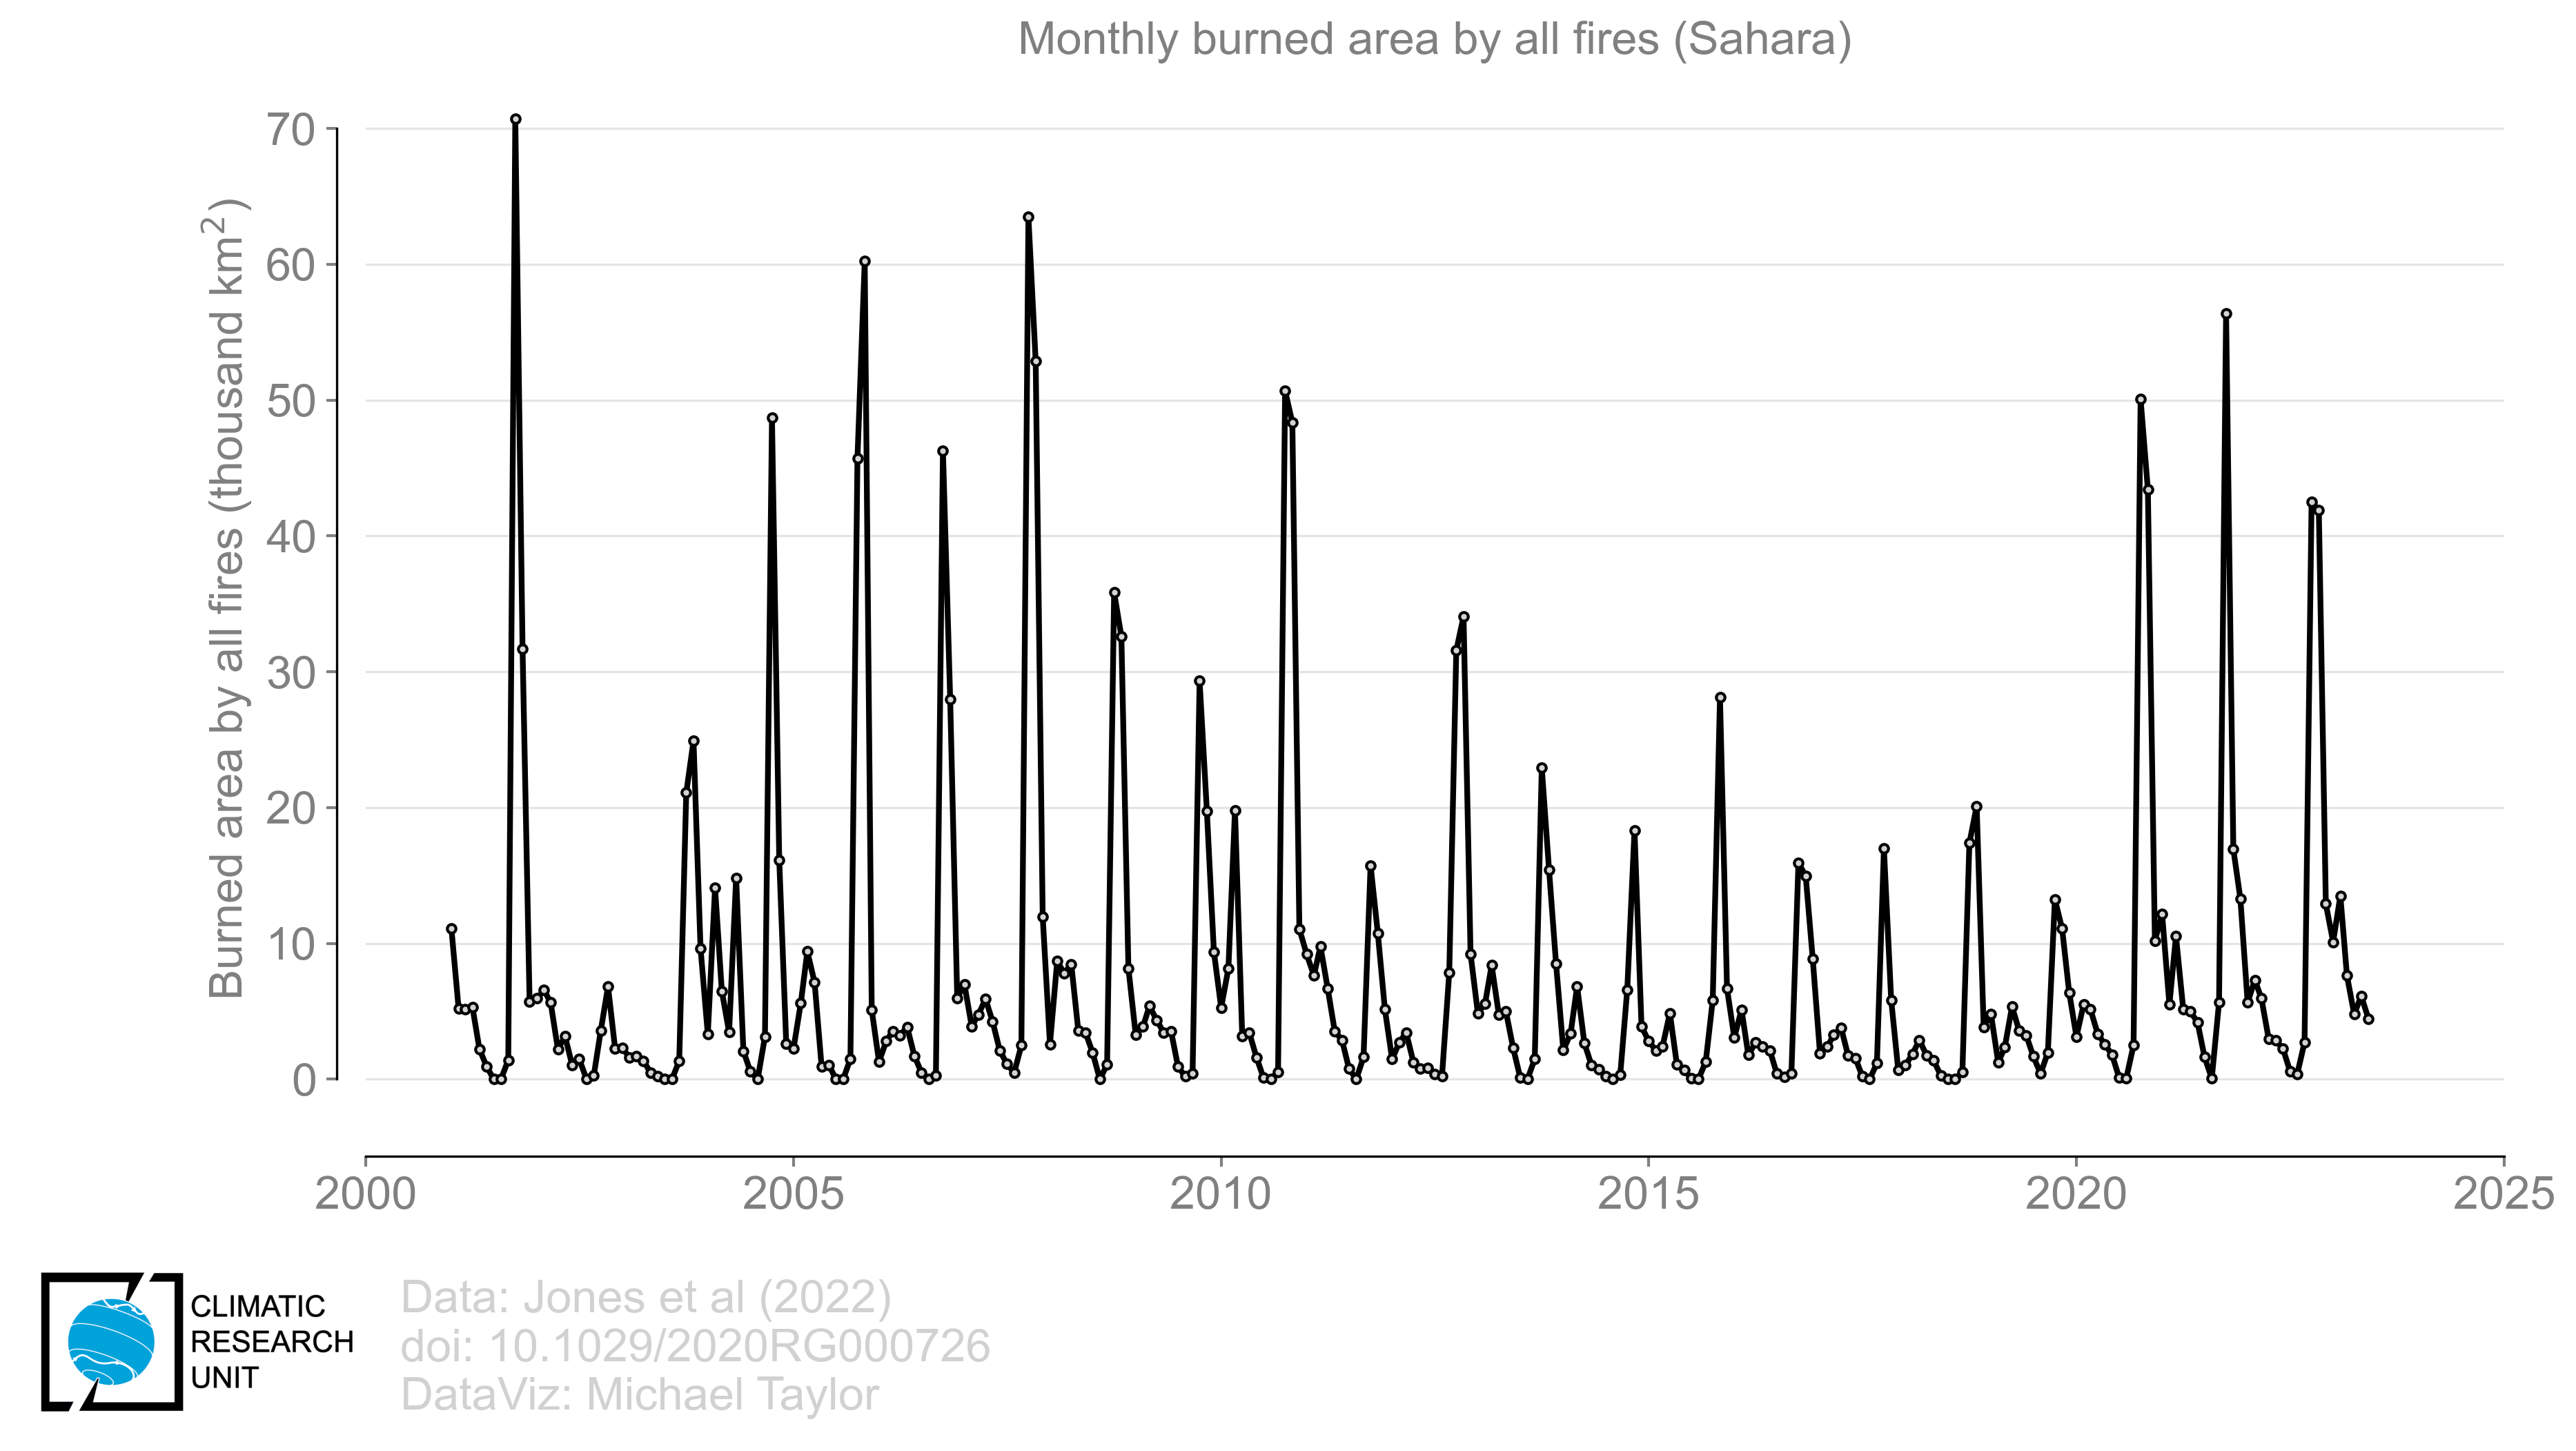 Monthly burned area by all fires (Sahara)
Burned area by all fires (thousand km²)
70
60
50
40
30
20
10
0
2000
2005
2010
2015
2020
2025
CLIMATIC
RESEARCH
UNIT
Data: Jones et al (2022)
doi: 10.1029/2020RG000726
DataViz: Michael Taylor